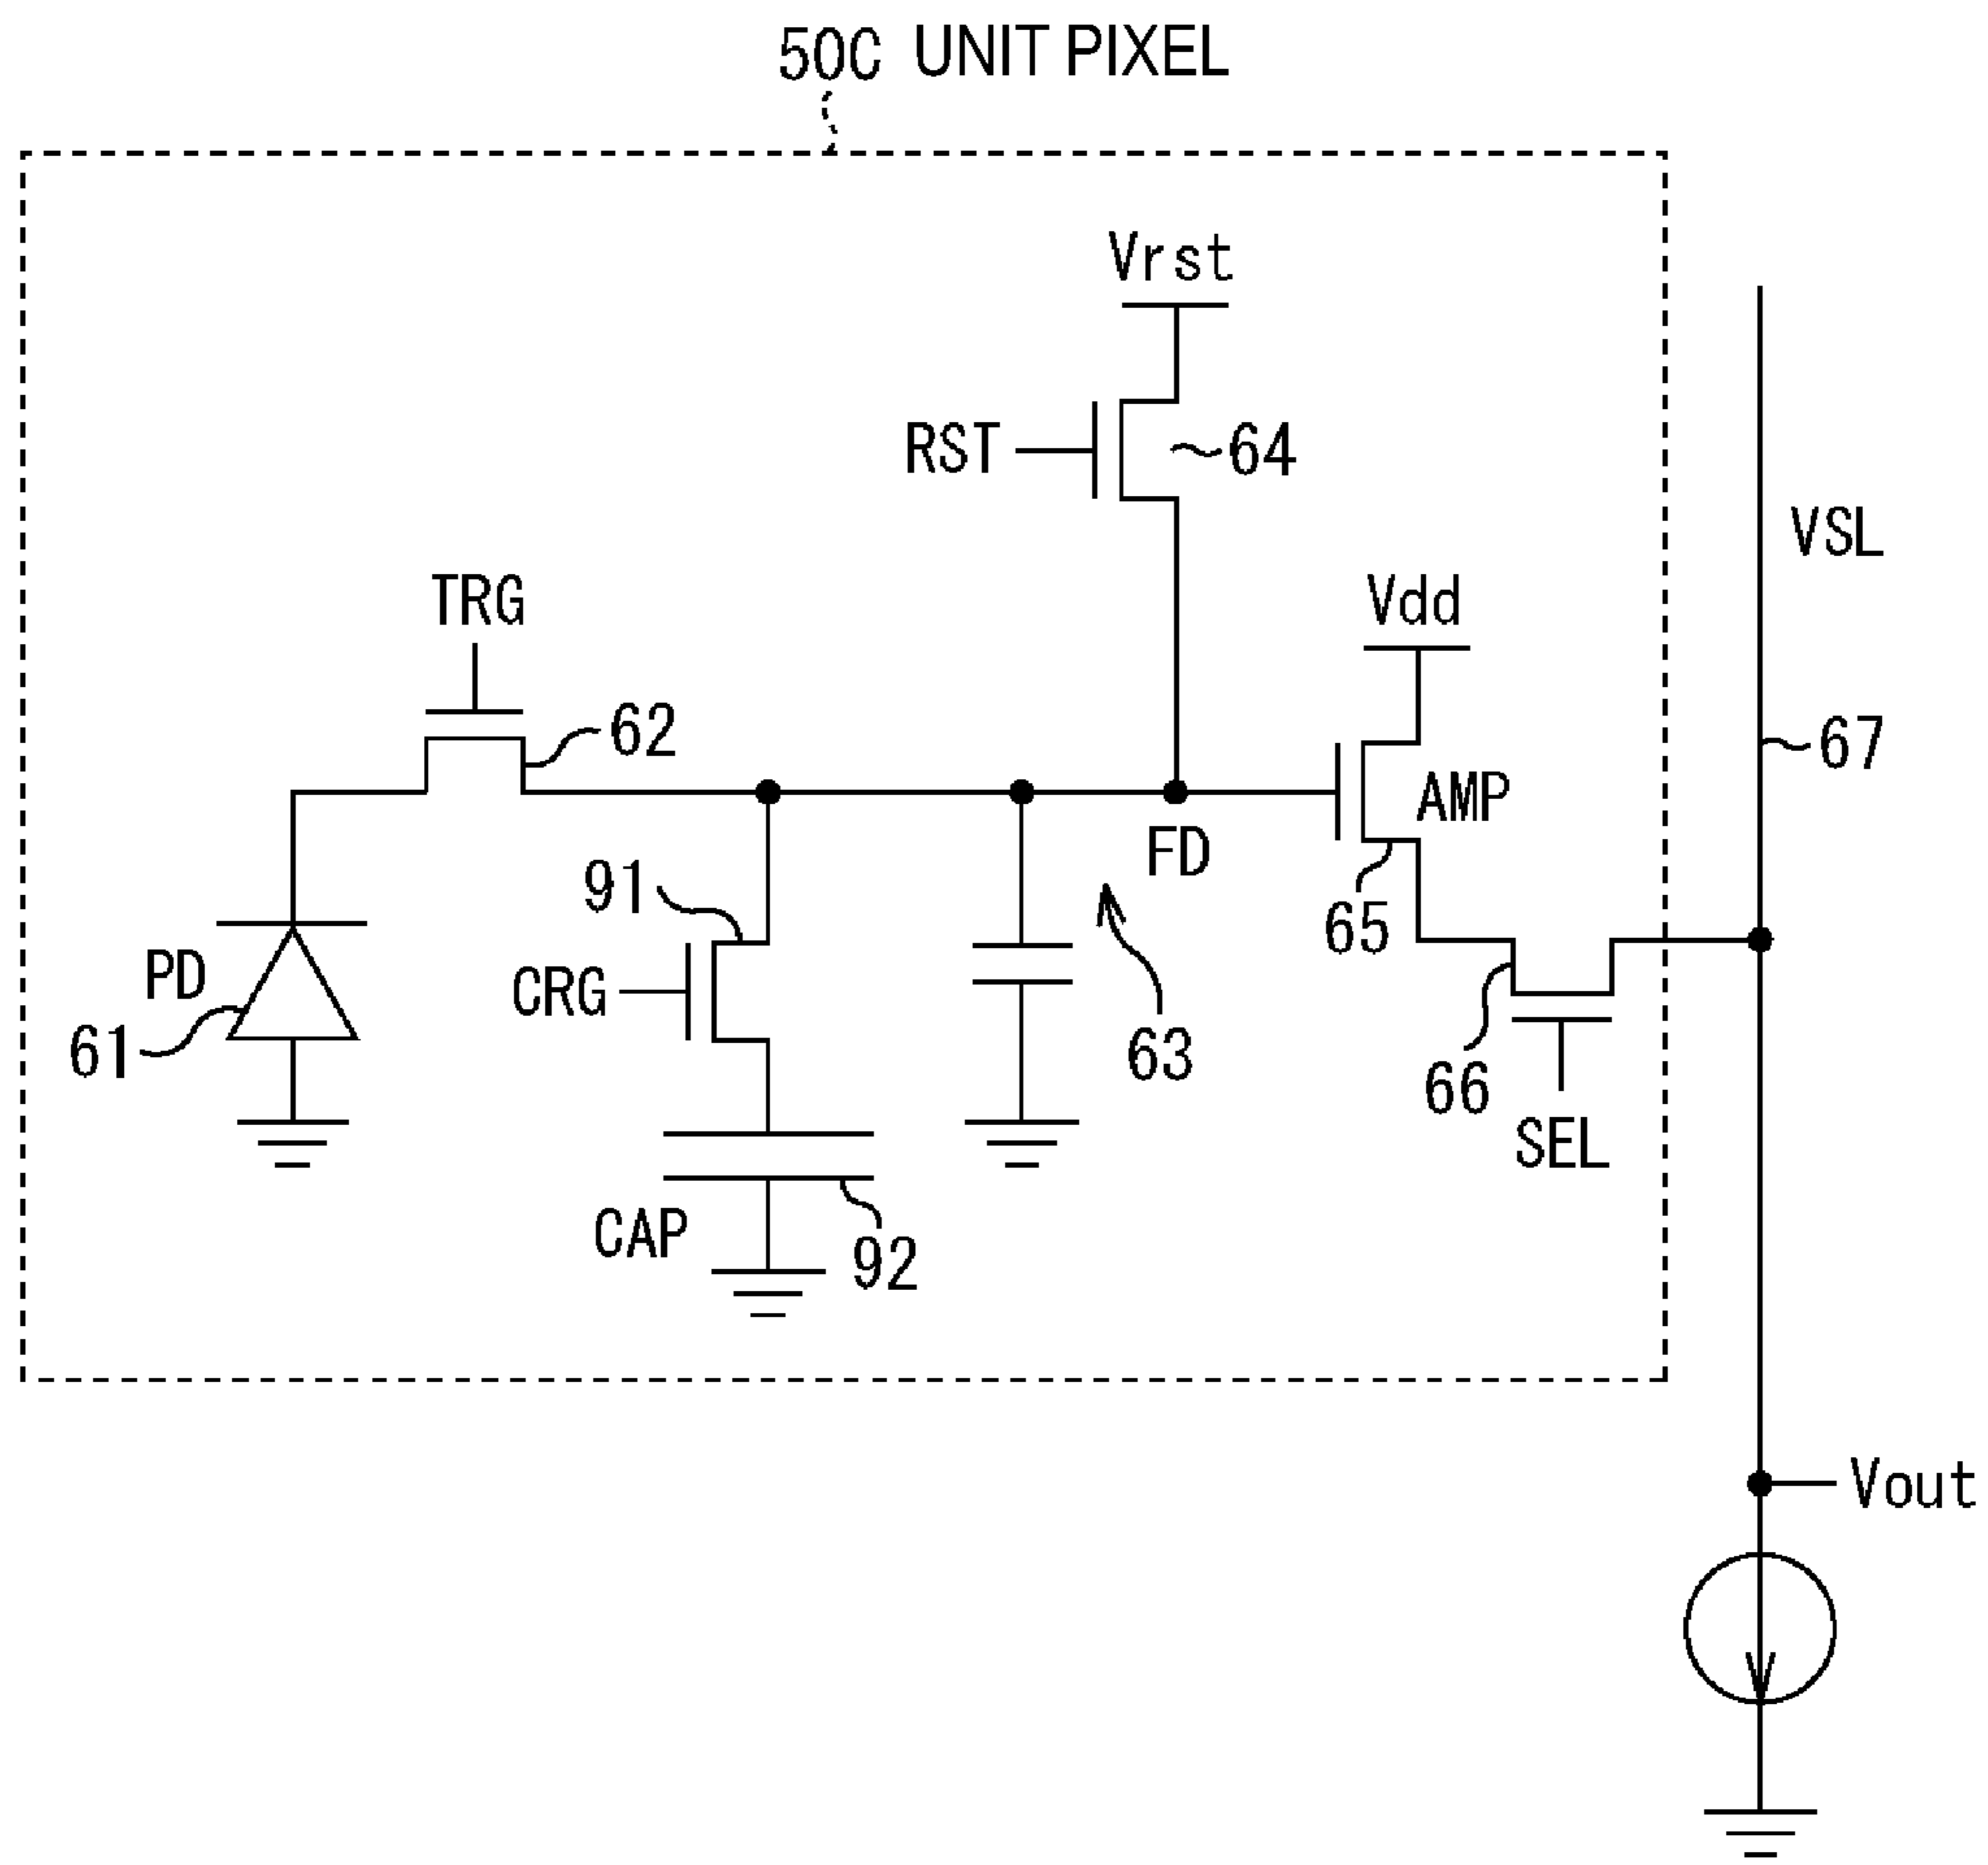 50C UNIT PIXEL
Vrst
RST
64
VSL
TRG
Vdd
62
67
AMP
FD
91
65
PD
CRG
61
63
66
SEL
CAP
92
Vout